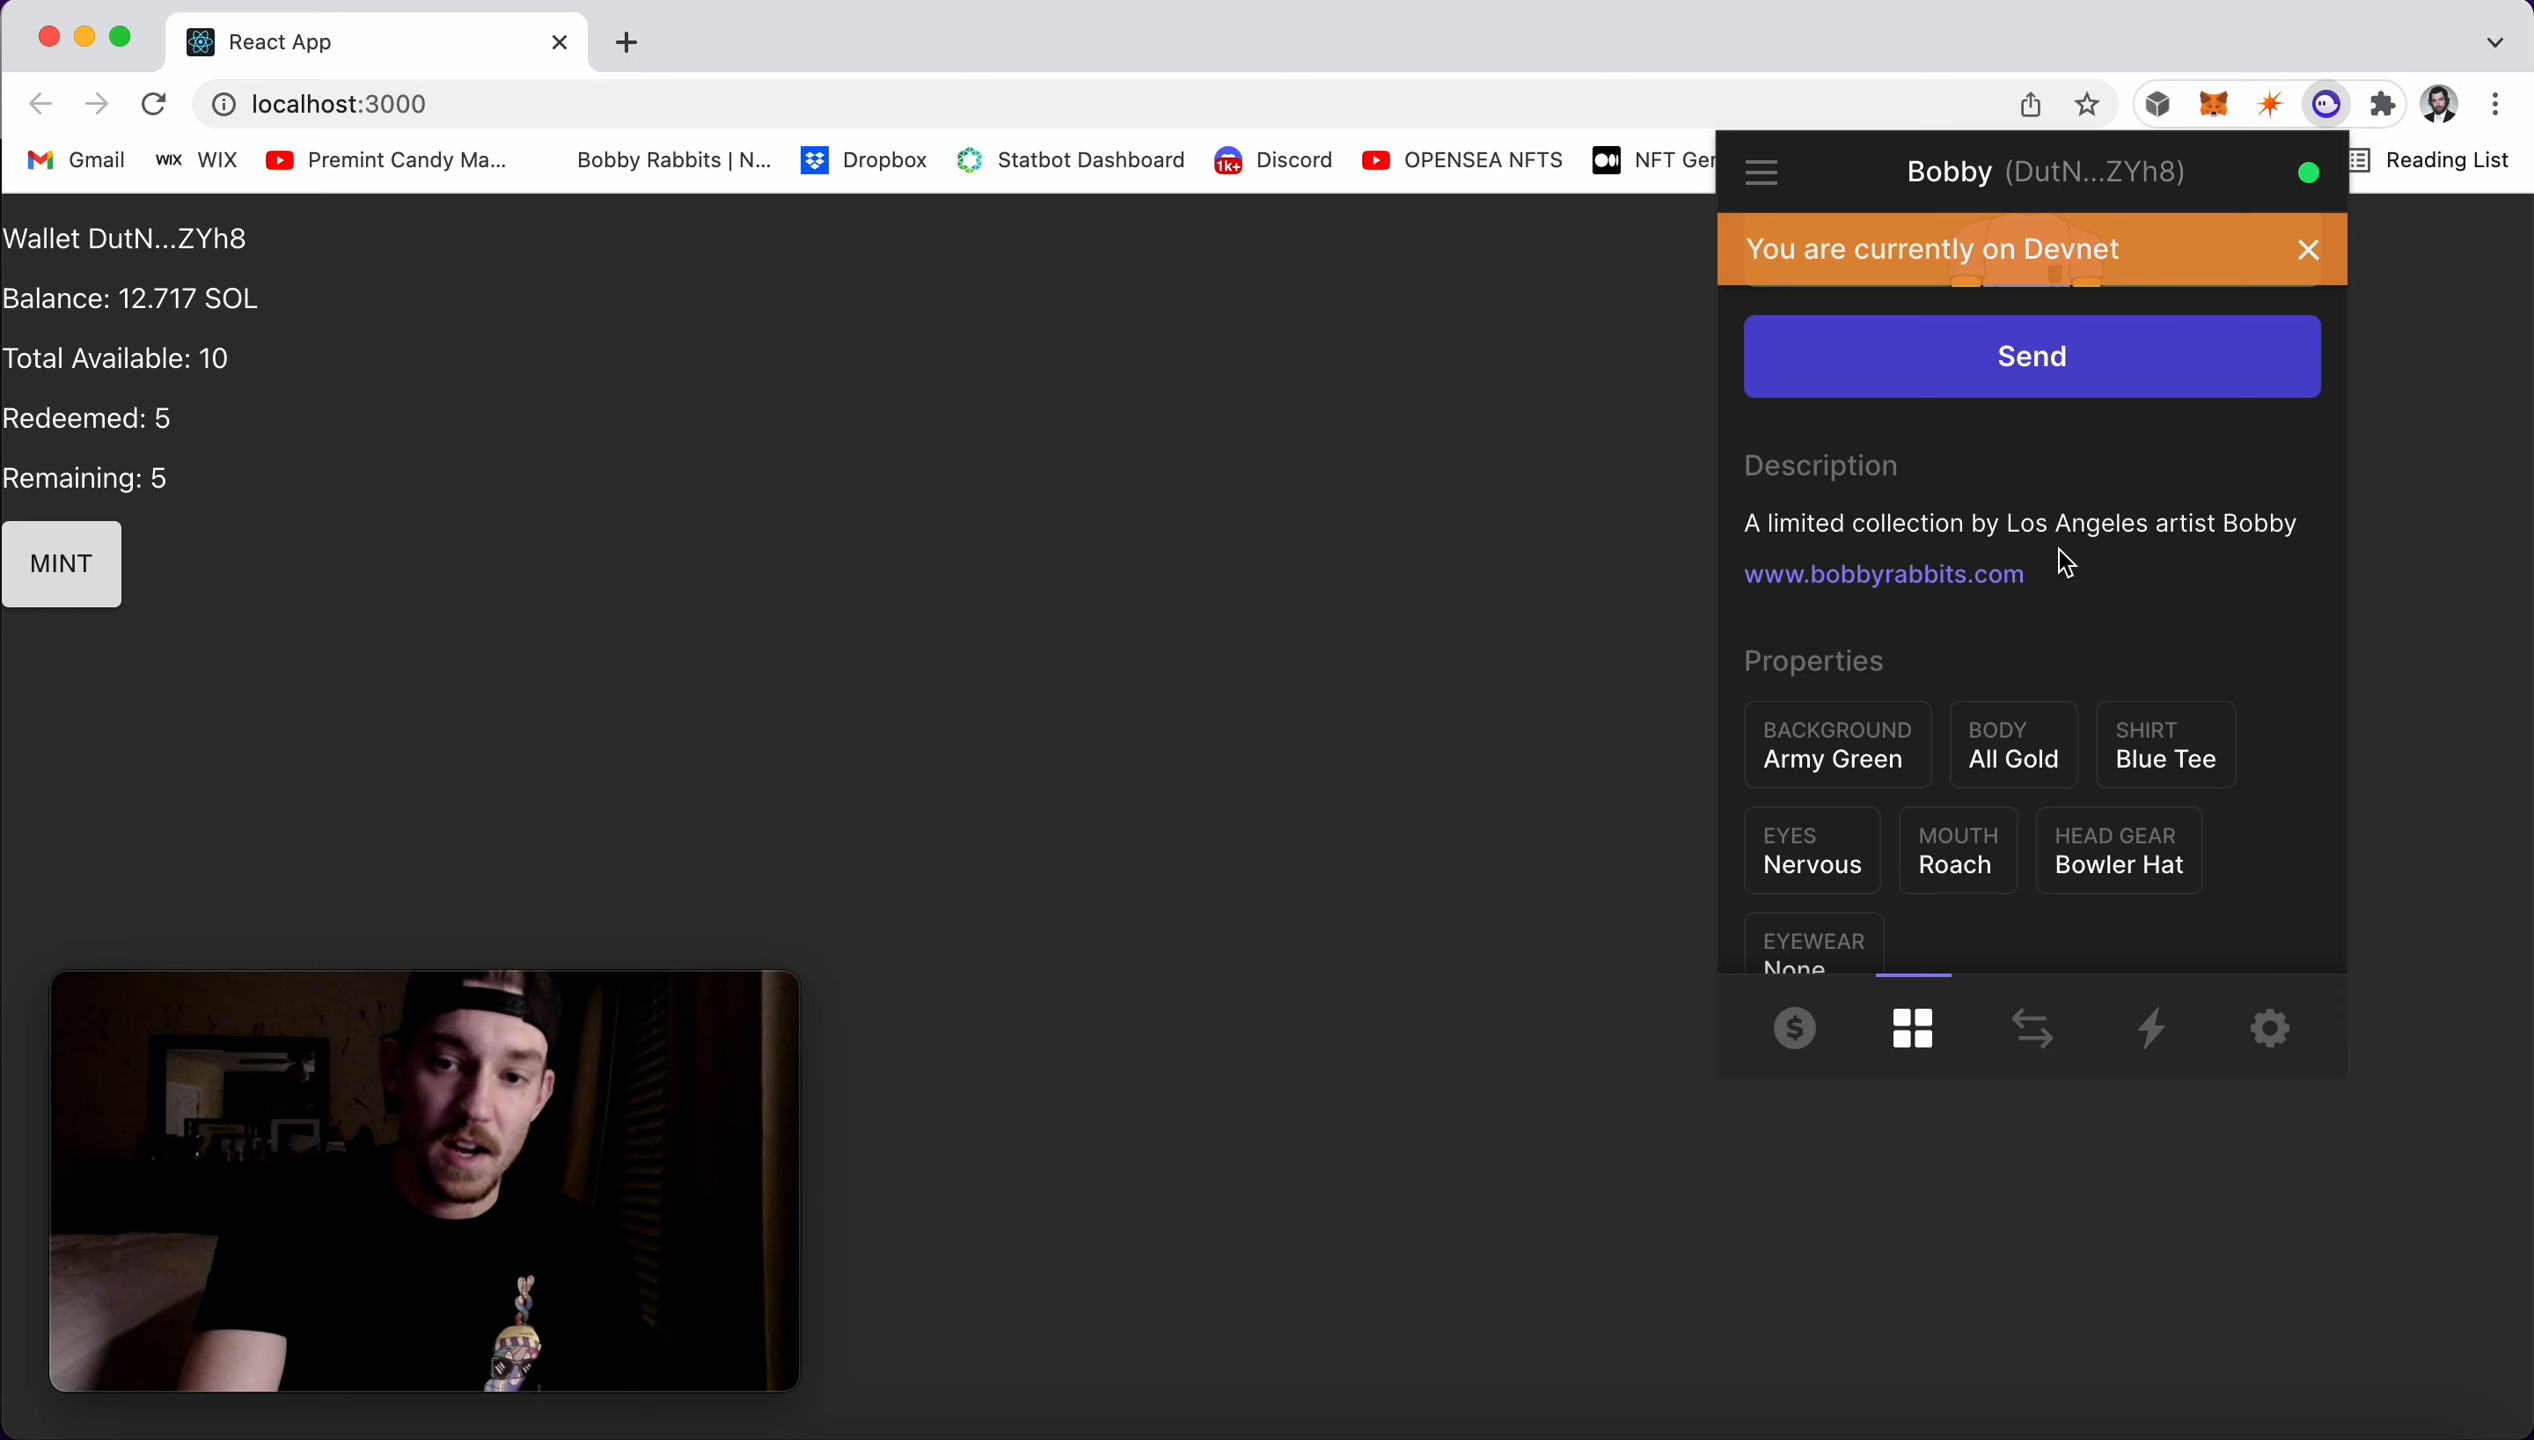 React App
localhost:3000
Gmail
WIX WIX
Premint Candy Ma...
Bobby Rabbits | N...
Dropbox
Statbot Dashboard
1k+ Discord
OPENSEA NFTS
NFT Ger
Reading List
Wallet DutN...ZYh8
Balance: 12.717 SOL
Total Available: 10
Redeemed: 5
Remaining: 5
MINT
Bobby (DutN...ZYh8)
You are currently on Devnet
Send
Description
A limited collection by Los Angeles artist Bobby
www.bobbyrabbits.com
Properties
BACKGROUND
Army Green
BODY
All Gold
SHIRT
Blue Tee
EYES
Nervous
MOUTH
Roach
HEAD GEAR
Bowler Hat
EYEWEAR
None